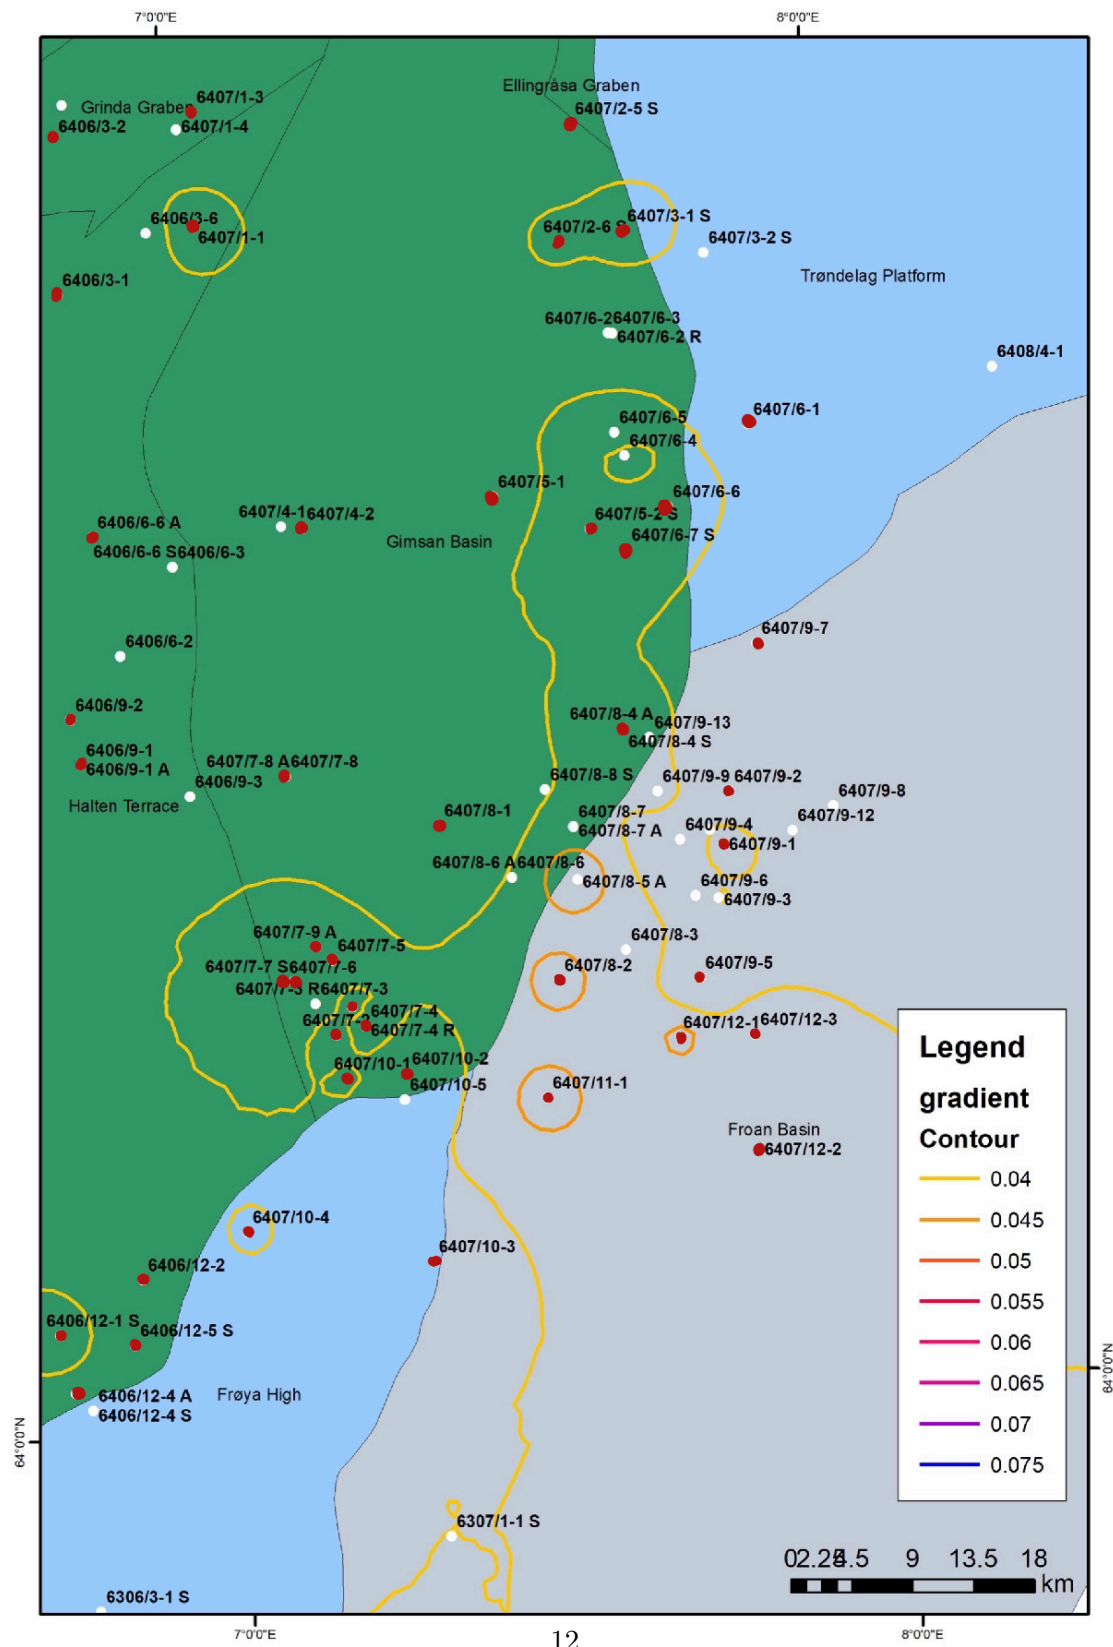 7°0'0"E
8°0'0"E
Ellingråsa Graben
Grinda Graben
6407/1-3
6407/2-5 S
6406/3-2
6407/1-4
6406/3-6
6407/1-1
6407/2-6 S
6407/3-1 S
6407/3-2 S
Trøndelag Platform
6406/3-1
6407/6-26407/6-3
6407/6-2 R
6408/4-1
6407/6-5
6407/6-1
6407/6-4
6407/5-1
6407/6-6
6407/4-16407/4-2
6407/5-2 S
6406/6-6 A
6407/6-7 S
Gimsan Basin
6406/6-6 S6406/6-3
6407/9-7
6406/6-2
6406/9-2
6407/8-4 A
6407/9-13
6407/8-4 S
6406/9-1
6406/9-1 A
6407/7-8 A6407/7-8
6406/9-3
6407/8-8 S
6407/9-9
6407/9-2
6407/9-8
Halten Terrace
6407/8-1
6407/8-7
6407/8-7 A
6407/9-4
6407/9-12
6407/9-1
6407/8-6 A6407/8-6
6407/8-5 A
6407/9-6
6407/9-3
6407/7-9 A
6407/7-5
6407/8-3
6407/7-7 S6407/7-6
6407/8-2
6407/9-5
6407/7-3 R6407/7-3
6407/7-4
6407/7-2
6407/7-4 R
6407/12-1
6407/12-3
6407/10-1
6407/10-2
6407/10-5
6407/11-1
Froan Basin
6407/12-2
6407/10-4
6407/10-3
6406/12-2
6406/12-1 S
6406/12-5 S
6406/12-4 A
6406/12-4 S
Frøya High
64°0'0"N
64°0'0"N
Legend
gradient
Contour
0.04
0.045
0.05
0.055
0.06
0.065
0.07
0.075
6307/1-1 S
0 2.25 4.5 9 13.5 18
km
6306/3-1 S
7°0'0"E
8°0'0"E
12